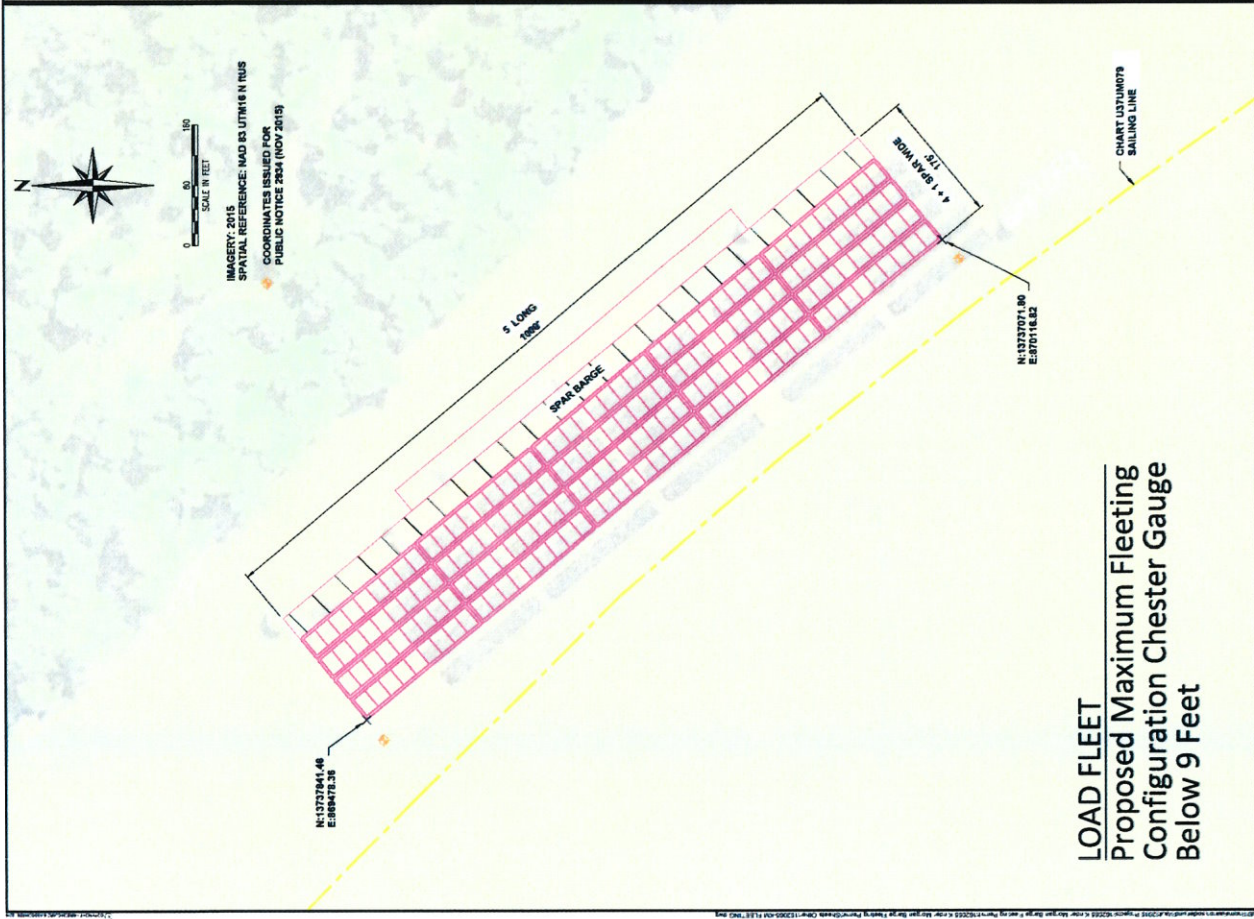 N
0 90 180
SCALE IN FEET
IMAGERY: 2015
SPATIAL REFERENCE: NAD 83 UTM16 N ftUS
COORDINATES ISSUED FOR
PUBLIC NOTICE 2934 (NOV 2015)
5 LONG
1000'
SPAR BARGE
4 + 1 SPAR WIDE
175'
CHART U37UM079
SAILING LINE
N:13737841.46
E:869478.36
N:13737071.90
E:870116.82
LOAD FLEET
Proposed Maximum Fleeting
Configuration Chester Gauge
Below 9 Feet